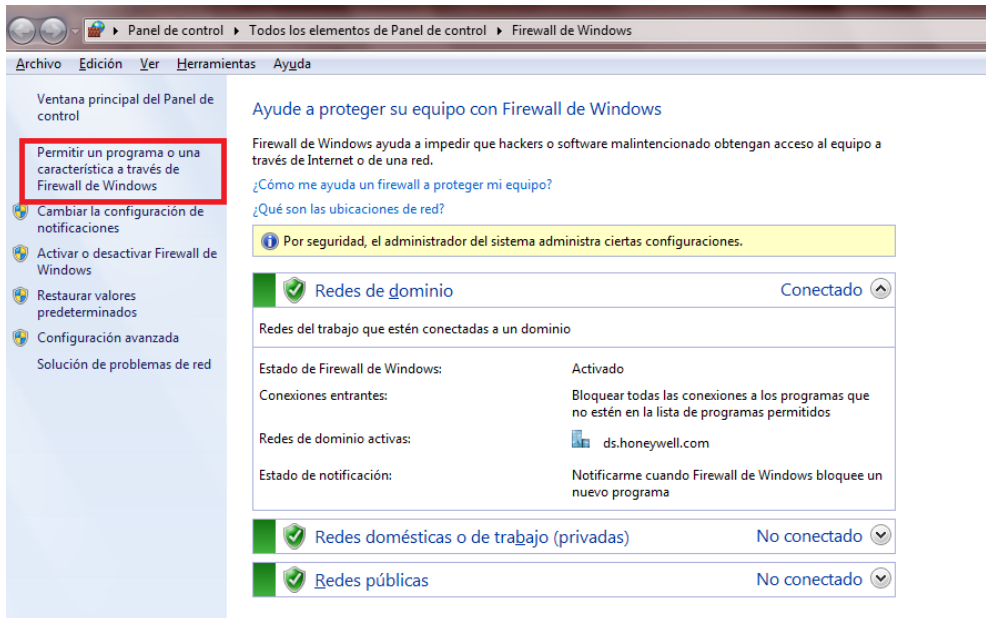 Panel de control ▸ Todos los elementos de Panel de control ▸ Firewall de Windows
Archivo Edición Ver Herramientas Ayuda
Ventana principal del Panel de
control
Permitir un programa o una
característica a través de
Firewall de Windows
Cambiar la configuración de
notificaciones
Activar o desactivar Firewall de
Windows
Restaurar valores
predeterminados
Configuración avanzada
Solución de problemas de red
Ayude a proteger su equipo con Firewall de Windows
Firewall de Windows ayuda a impedir que hackers o software malintencionado obtengan acceso al equipo a
través de Internet o de una red.
¿Cómo me ayuda un firewall a proteger mi equipo?
¿Qué son las ubicaciones de red?
Por seguridad, el administrador del sistema administra ciertas configuraciones.
Redes de dominio Conectado
Redes del trabajo que estén conectadas a un dominio
Estado de Firewall de Windows: Activado
Conexiones entrantes: Bloquear todas las conexiones a los programas que
no estén en la lista de programas permitidos
Redes de dominio activas: ds.honeywell.com
Estado de notificación: Notificarme cuando Firewall de Windows bloquee un
nuevo programa
Redes domésticas o de trabajo (privadas) No conectado
Redes públicas No conectado